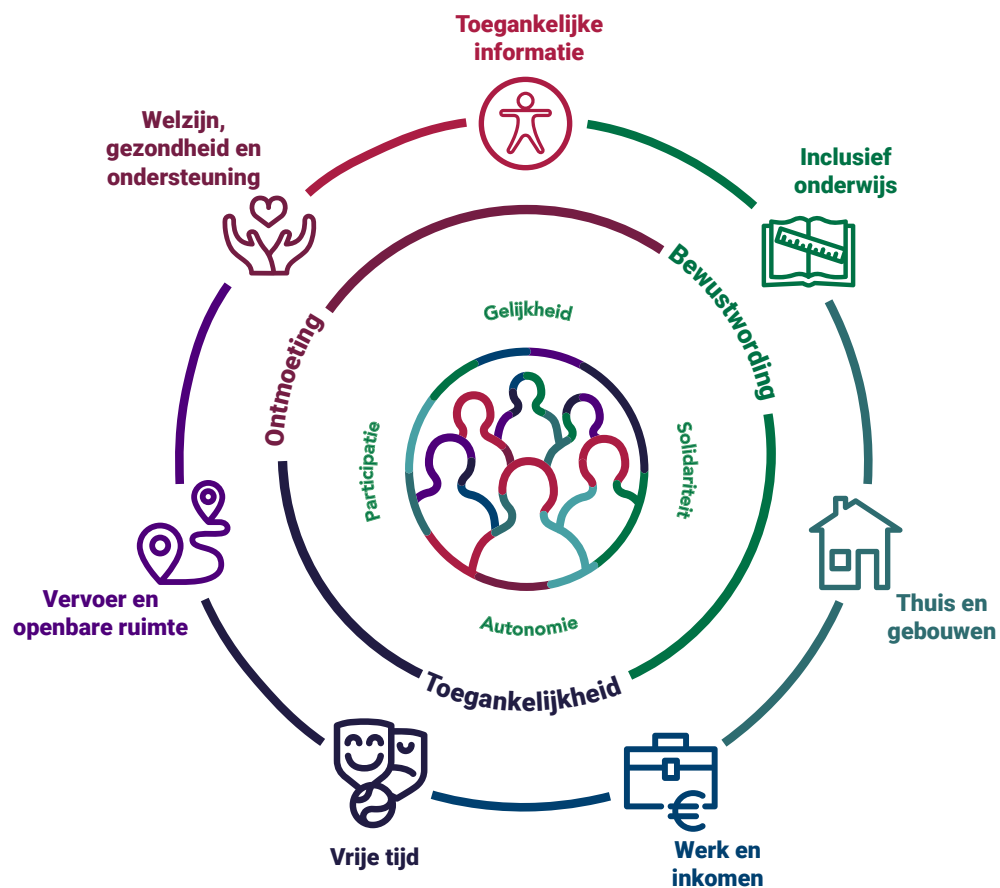 Toegankelijke
informatie
Welzijn,
gezondheid en
ondersteuning
Inclusief
onderwijs
Bewustwording
Gelijkheid
Ontmoeting
Participatie
Solidariteit
Vervoer en
openbare ruimte
Thuis en
gebouwen
Autonomie
Toegankelijkheid
Vrije tijd
Werk en
inkomen